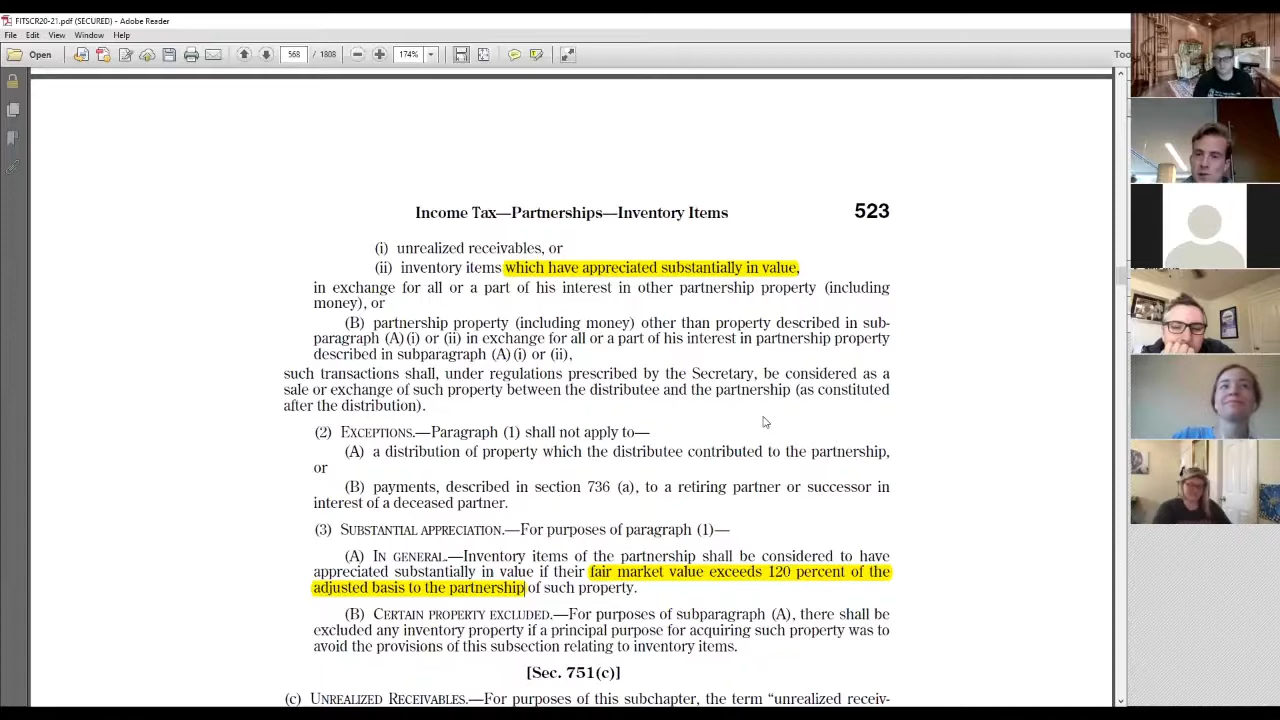 FITSCR20-21.pdf (SECURED) - Adobe Reader
File Edit View Window Help
Open 568 / 1808 174% Too
Income Tax—Partnerships—Inventory Items 523
(i) unrealized receivables, or
(ii) inventory items which have appreciated substantially in value,
in exchange for all or a part of his interest in other partnership property (including
money), or
(B) partnership property (including money) other than property described in sub-
paragraph (A)(i) or (ii) in exchange for all or a part of his interest in partnership property
described in subparagraph (A)(i) or (ii),
such transactions shall, under regulations prescribed by the Secretary, be considered as a
sale or exchange of such property between the distributee and the partnership (as constituted
after the distribution).
(2) EXCEPTIONS.—Paragraph (1) shall not apply to—
(A) a distribution of property which the distributee contributed to the partnership,
or
(B) payments, described in section 736 (a), to a retiring partner or successor in
interest of a deceased partner.
(3) SUBSTANTIAL APPRECIATION.—For purposes of paragraph (1)—
(A) IN GENERAL.—Inventory items of the partnership shall be considered to have
appreciated substantially in value if their fair market value exceeds 120 percent of the
adjusted basis to the partnership of such property.
(B) CERTAIN PROPERTY EXCLUDED.—For purposes of subparagraph (A), there shall be
excluded any inventory property if a principal purpose for acquiring such property was to
avoid the provisions of this subsection relating to inventory items.
[Sec. 751(c)]
(c) UNREALIZED RECEIVABLES.—For purposes of this subchapter, the term “unrealized receiv-